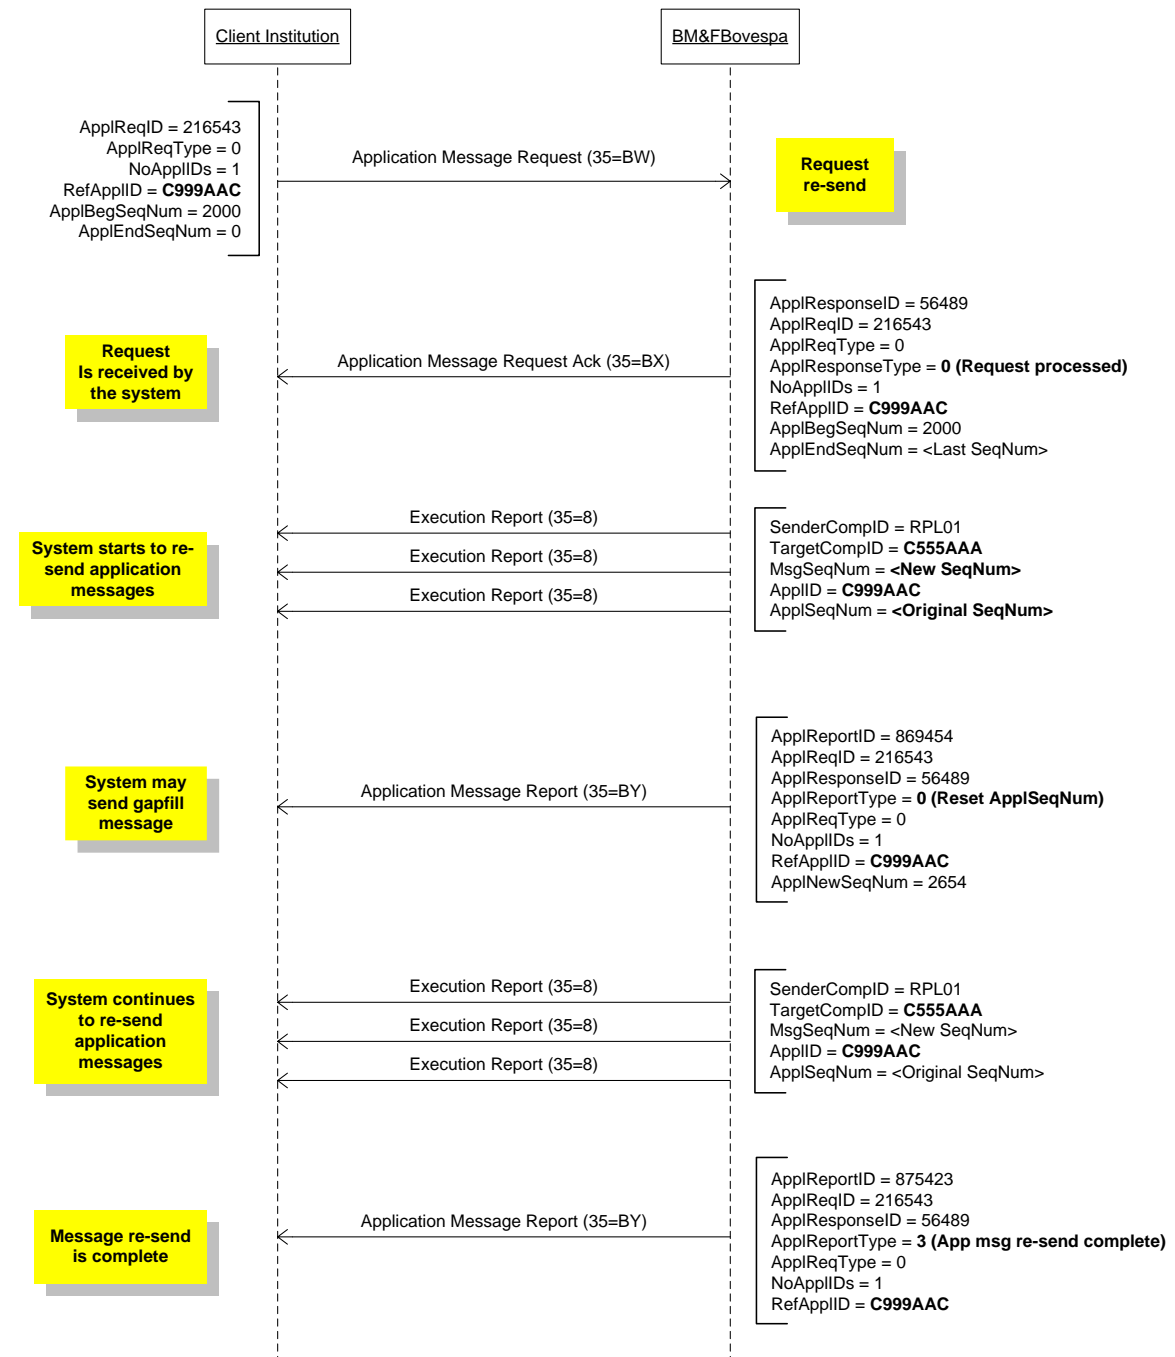 Client Institution
BM&FBovespa
ApplReqID = 216543
ApplReqType = 0
NoApplIDs = 1
RefApplID = C999AAC
ApplBegSeqNum = 2000
ApplEndSeqNum = 0
Application Message Request (35=BW)
Request
re-send
Request
Is received by
the system
Application Message Request Ack (35=BX)
ApplResponseID = 56489
ApplReqID = 216543
ApplReqType = 0
ApplResponseType = 0 (Request processed)
NoApplIDs = 1
RefApplID = C999AAC
ApplBegSeqNum = 2000
ApplEndSeqNum = <Last SeqNum>
System starts to re-
send application
messages
Execution Report (35=8)
Execution Report (35=8)
Execution Report (35=8)
SenderCompID = RPL01
TargetCompID = C555AAA
MsgSeqNum = <New SeqNum>
ApplID = C999AAC
ApplSeqNum = <Original SeqNum>
System may
send gapfill
message
Application Message Report (35=BY)
ApplReportID = 869454
ApplReqID = 216543
ApplResponseID = 56489
ApplReportType = 0 (Reset ApplSeqNum)
ApplReqType = 0
NoApplIDs = 1
RefApplID = C999AAC
ApplNewSeqNum = 2654
System continues
to re-send
application
messages
Execution Report (35=8)
Execution Report (35=8)
Execution Report (35=8)
SenderCompID = RPL01
TargetCompID = C555AAA
MsgSeqNum = <New SeqNum>
ApplID = C999AAC
ApplSeqNum = <Original SeqNum>
Message re-send
is complete
Application Message Report (35=BY)
ApplReportID = 875423
ApplReqID = 216543
ApplResponseID = 56489
ApplReportType = 3 (App msg re-send complete)
ApplReqType = 0
NoApplIDs = 1
RefApplID = C999AAC